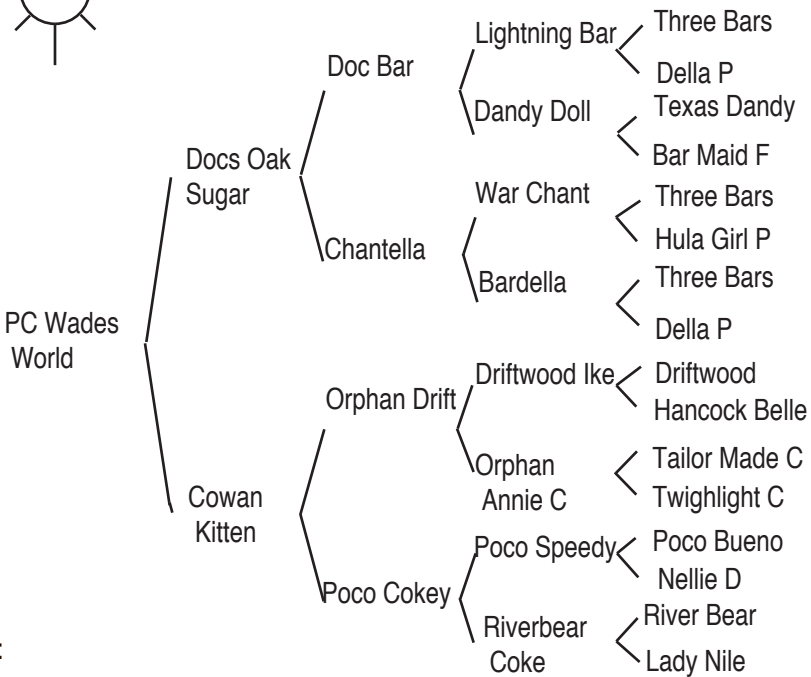 PC Wades
World
Docs Oak
Sugar
Cowan
Kitten
Doc Bar
Chantella
Orphan Drift
Poco Cokey
Lightning Bar
Dandy Doll
War Chant
Bardella
Driftwood Ike
Orphan
Annie C
Poco Speedy
Riverbear
Coke
Three Bars
Della P
Texas Dandy
Bar Maid F
Three Bars
Hula Girl P
Three Bars
Della P
Driftwood
Hancock Belle
Tailor Made C
Twighlight C
Poco Bueno
Nellie D
River Bear
Lady Nile
: